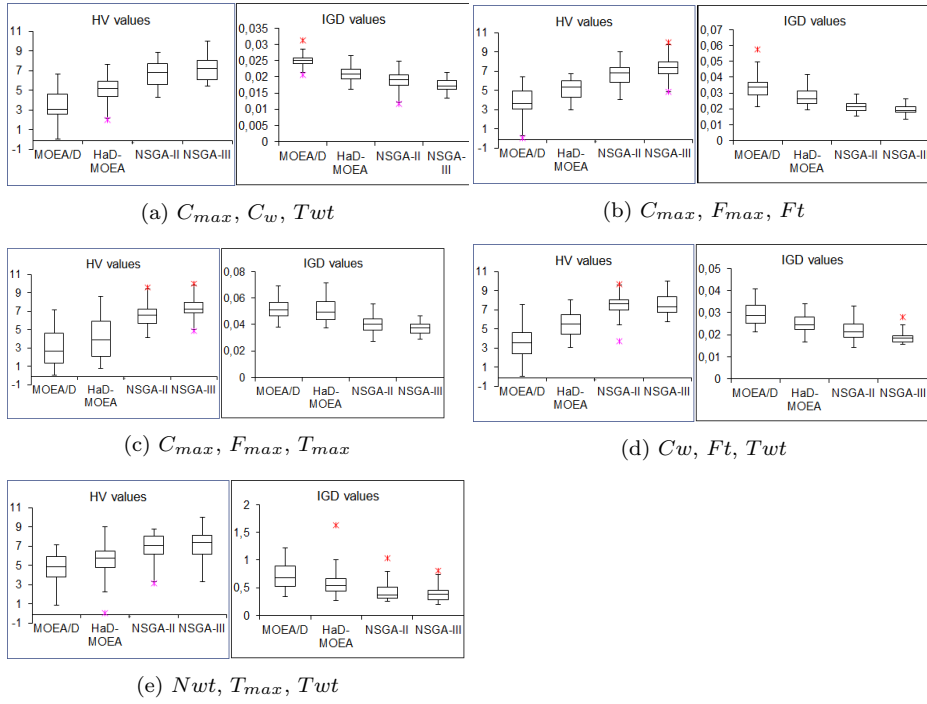 HV values
11
9
7
5
3
1
-1
MOEA/D HaD-MOEA NSGA-II NSGA-III
IGD values
0,035
0,03
0,025
0,02
0,015
0,01
0,005
0
MOEA/D HaD-MOEA NSGA-II NSGA-III
(a) C_max, C_w, Twt
HV values
11
9
7
5
3
1
-1
MOEA/D HaD-MOEA NSGA-II NSGA-III
IGD values
0,07
0,06
0,05
0,04
0,03
0,02
0,01
0
MOEA/D HaD-MOEA NSGA-II NSGA-III
(b) C_max, F_max, Ft
HV values
11
9
7
5
3
1
-1
MOEA/D HaD-MOEA NSGA-II NSGA-III
IGD values
0,08
0,06
0,04
0,02
0
MOEA/D HaD-MOEA NSGA-II NSGA-III
(c) C_max, F_max, T_max
HV values
11
9
7
5
3
1
-1
MOEA/D HaD-MOEA NSGA-II NSGA-III
IGD values
0,05
0,04
0,03
0,02
0,01
0
MOEA/D HaD-MOEA NSGA-II NSGA-III
(d) Cw, Ft, Twt
HV values
11
9
7
5
3
1
-1
MOEA/D HaD-MOEA NSGA-II NSGA-III
IGD values
2
1,5
1
0,5
0
MOEA/D HaD-MOEA NSGA-II NSGA-III
(e) Nwt, T_max, Twt